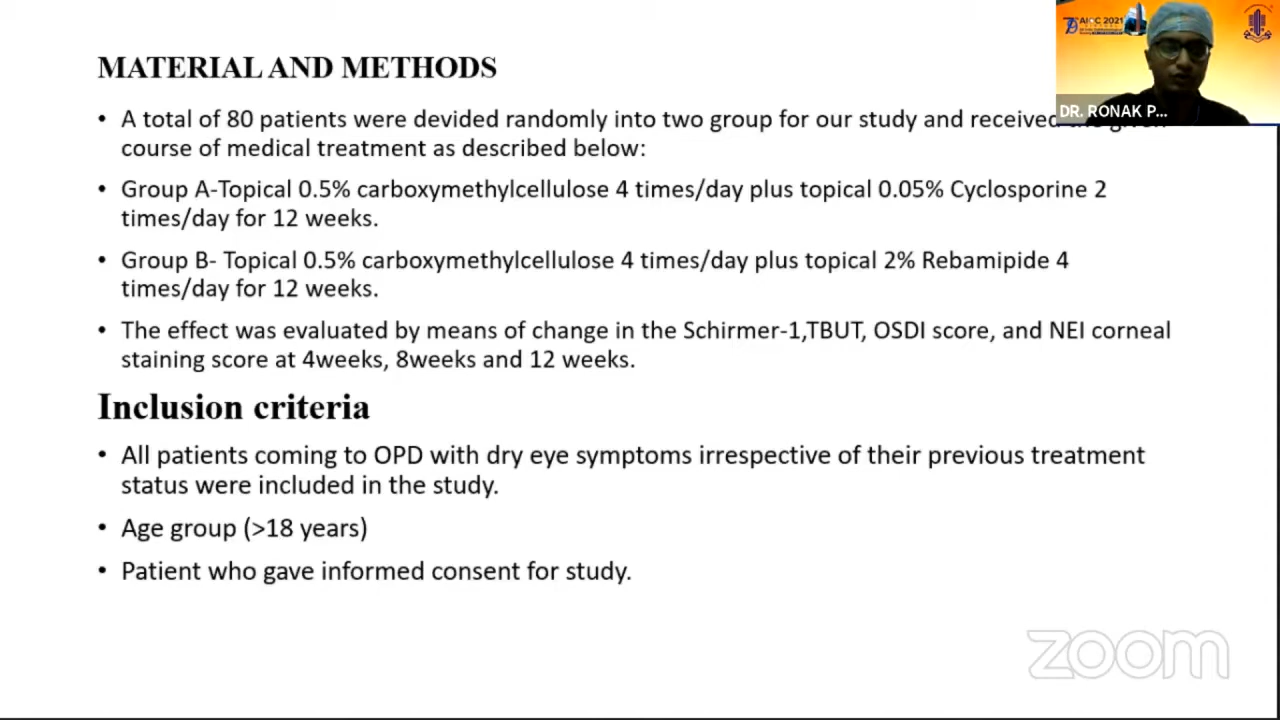 MATERIAL AND METHODS
• A total of 80 patients were devided randomly into two group for our study and received
course of medical treatment as described below:
• Group A-Topical 0.5% carboxymethylcellulose 4 times/day plus topical 0.05% Cyclosporine 2
times/day for 12 weeks.
• Group B- Topical 0.5% carboxymethylcellulose 4 times/day plus topical 2% Rebamipide 4
times/day for 12 weeks.
• The effect was evaluated by means of change in the Schirmer-1,TBUT, OSDI score, and NEI corneal
staining score at 4weeks, 8weeks and 12 weeks.
Inclusion criteria
• All patients coming to OPD with dry eye symptoms irrespective of their previous treatment
status were included in the study.
• Age group (>18 years)
• Patient who gave informed consent for study.
AIOC 2021
DR. RONAK P...
zoom